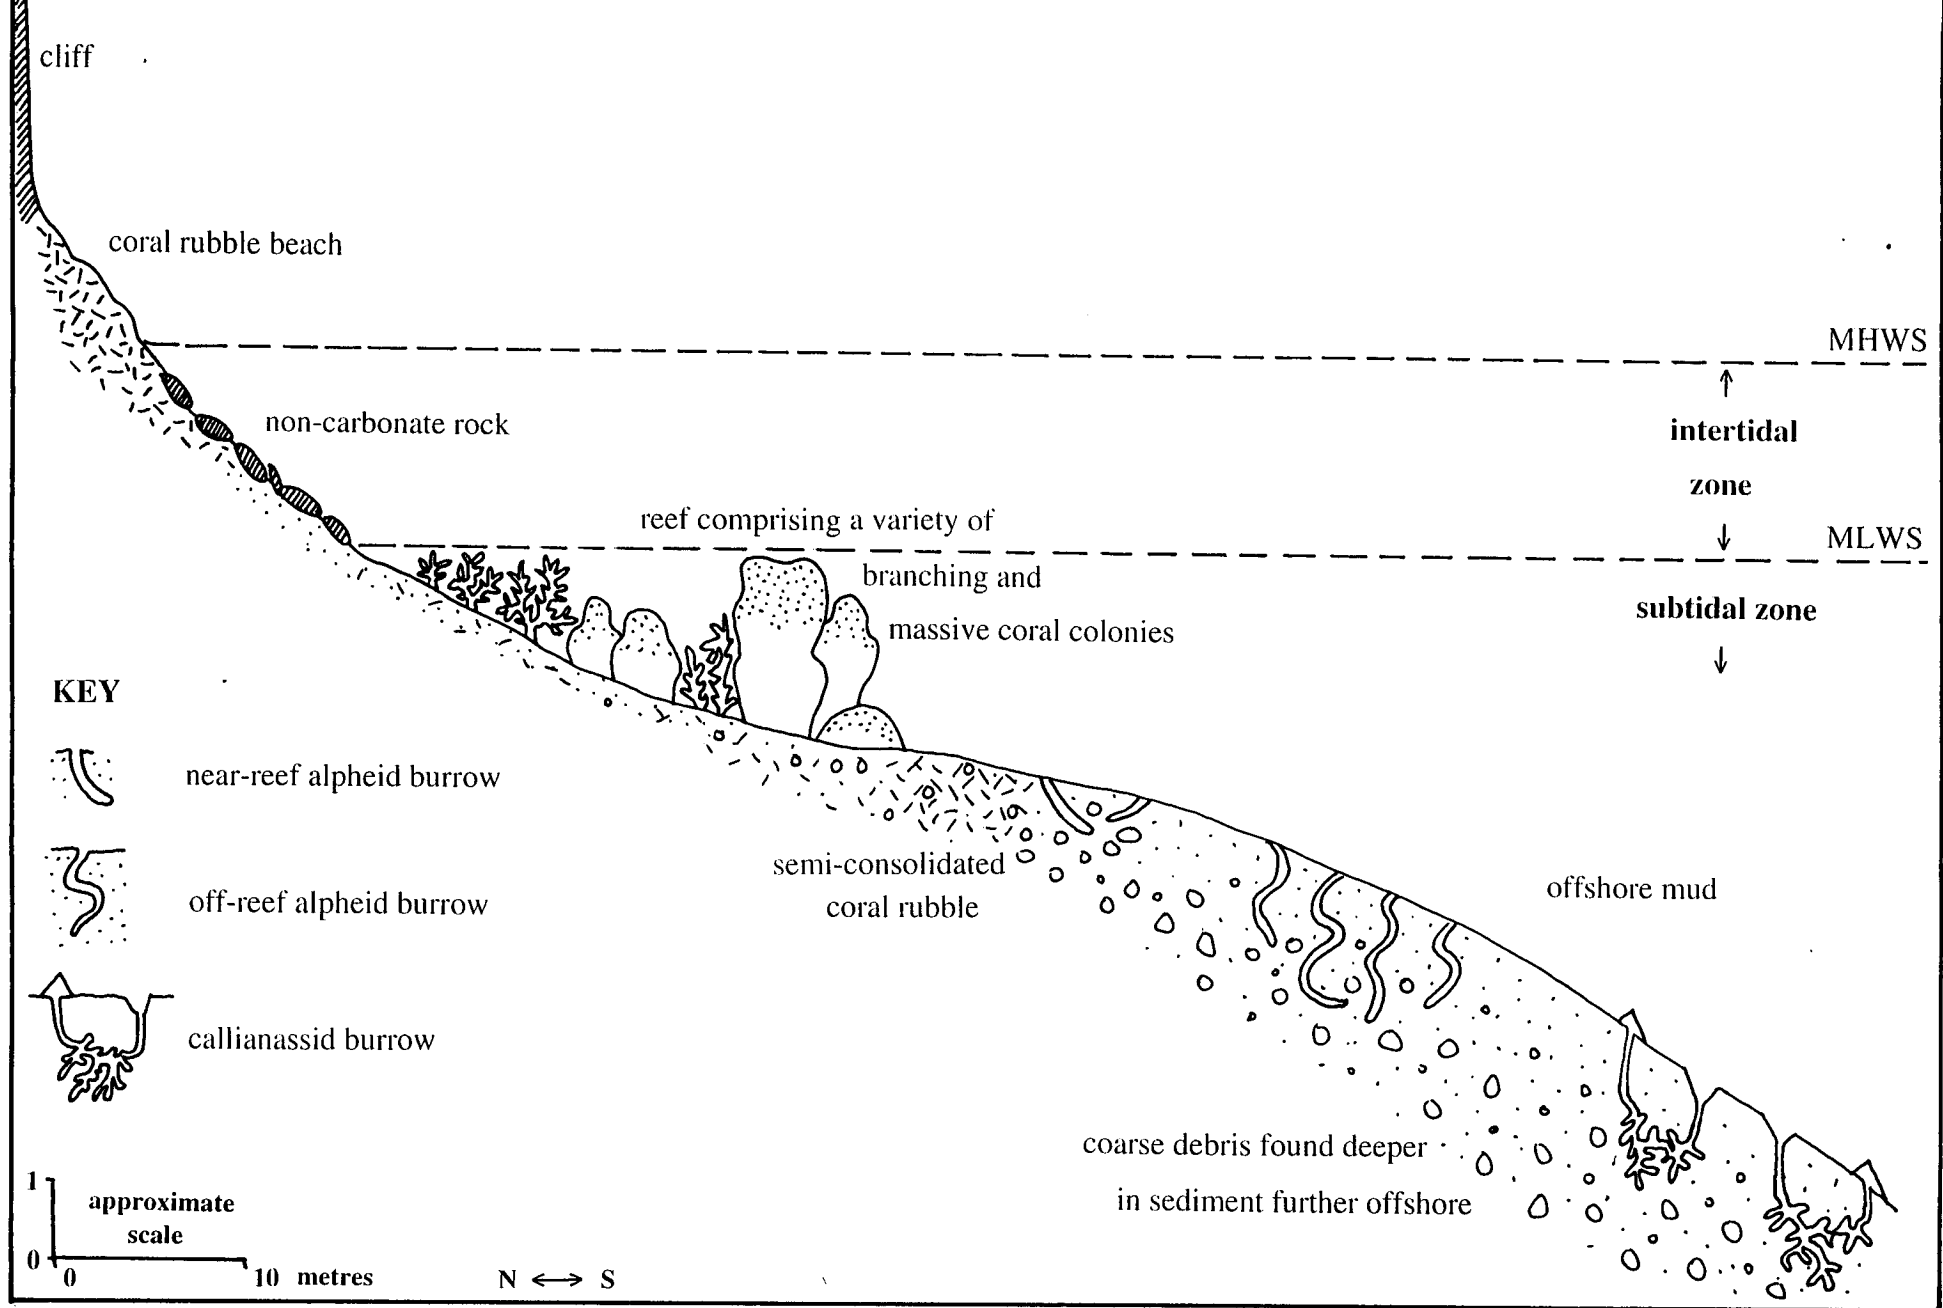 cliff
coral rubble beach
MHWS
non-carbonate rock
intertidal
zone
reef comprising a variety of
MLWS
branching and
massive coral colonies
subtidal zone
KEY
near-reef alpheid burrow
off-reef alpheid burrow
callianassid burrow
semi-consolidated
coral rubble
offshore mud
coarse debris found deeper
in sediment further offshore
1
approximate
scale
0
0 10 metres
N S